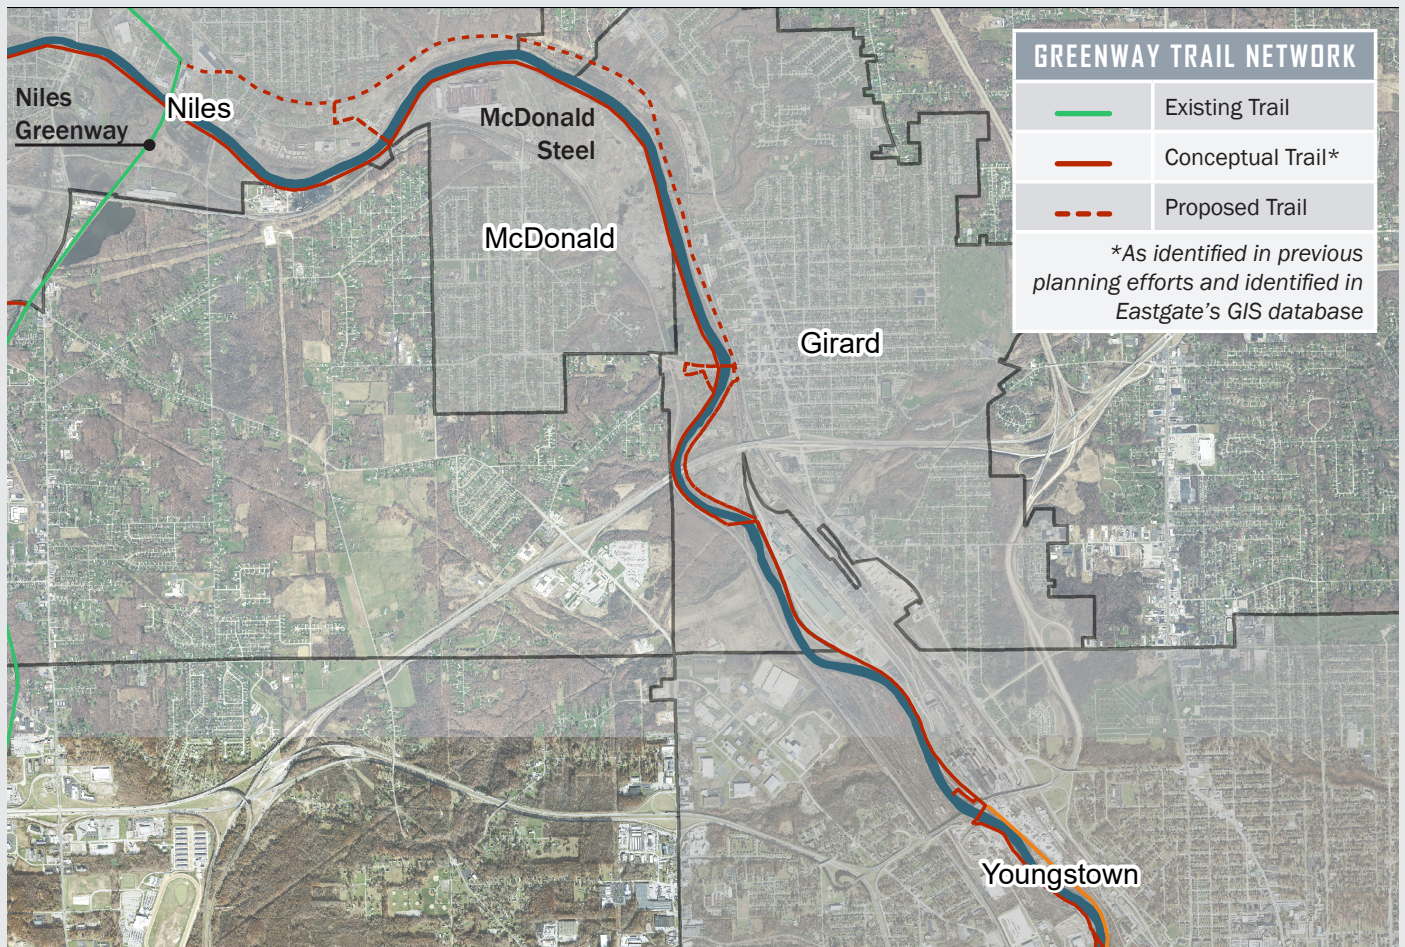 GREENWAY TRAIL NETWORK
Existing Trail
Conceptual Trail*
Proposed Trail
*As identified in previous
planning efforts and identified in
Eastgate's GIS database
Niles
Greenway
Niles
McDonald
Steel
McDonald
Girard
Youngstown